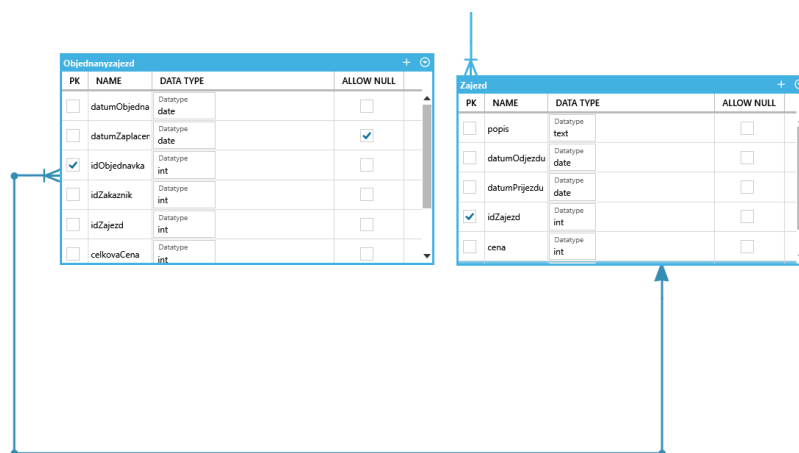 Objednanyzajezd
PK NAME DATA TYPE ALLOW NULL
datumObjedna Datatype date
datumZaplacen Datatype date
idObjednavka Datatype int
idZakaznik Datatype int
idZajezd Datatype int
celkovaCena Datatype int
Zajezd
PK NAME DATA TYPE ALLOW NULL
popis Datatype text
datumOdjezdu Datatype date
datumPrijezdu Datatype date
idZajezd Datatype int
cena Datatype int